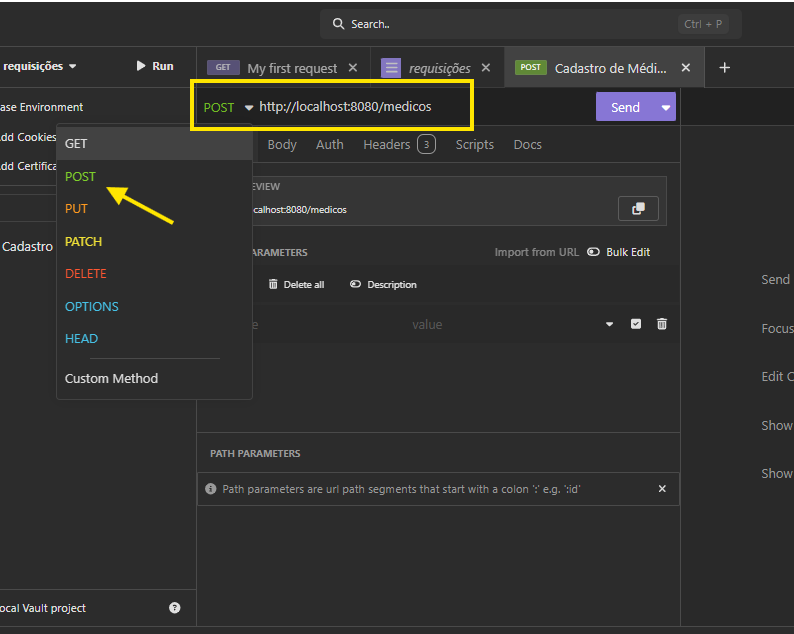 Search.. Ctrl + P
requisições Run
GET My first request requisições POST Cadastro de Médi...
ase Environment
POST http://localhost:8080/medicos Send
dd Cookies
dd Certifica
GET
POST
PUT
PATCH
DELETE
OPTIONS
HEAD
Custom Method
Body Auth Headers 3 Scripts Docs
EVIEW
calhost:8080/medicos
Cadastro
ARAMETERS Import from URL Bulk Edit
Delete all Description
e value
PATH PARAMETERS
Path parameters are url path segments that start with a colon ':' e.g. ':id'
Send
Focus
Edit C
Show
Show
ocal Vault project